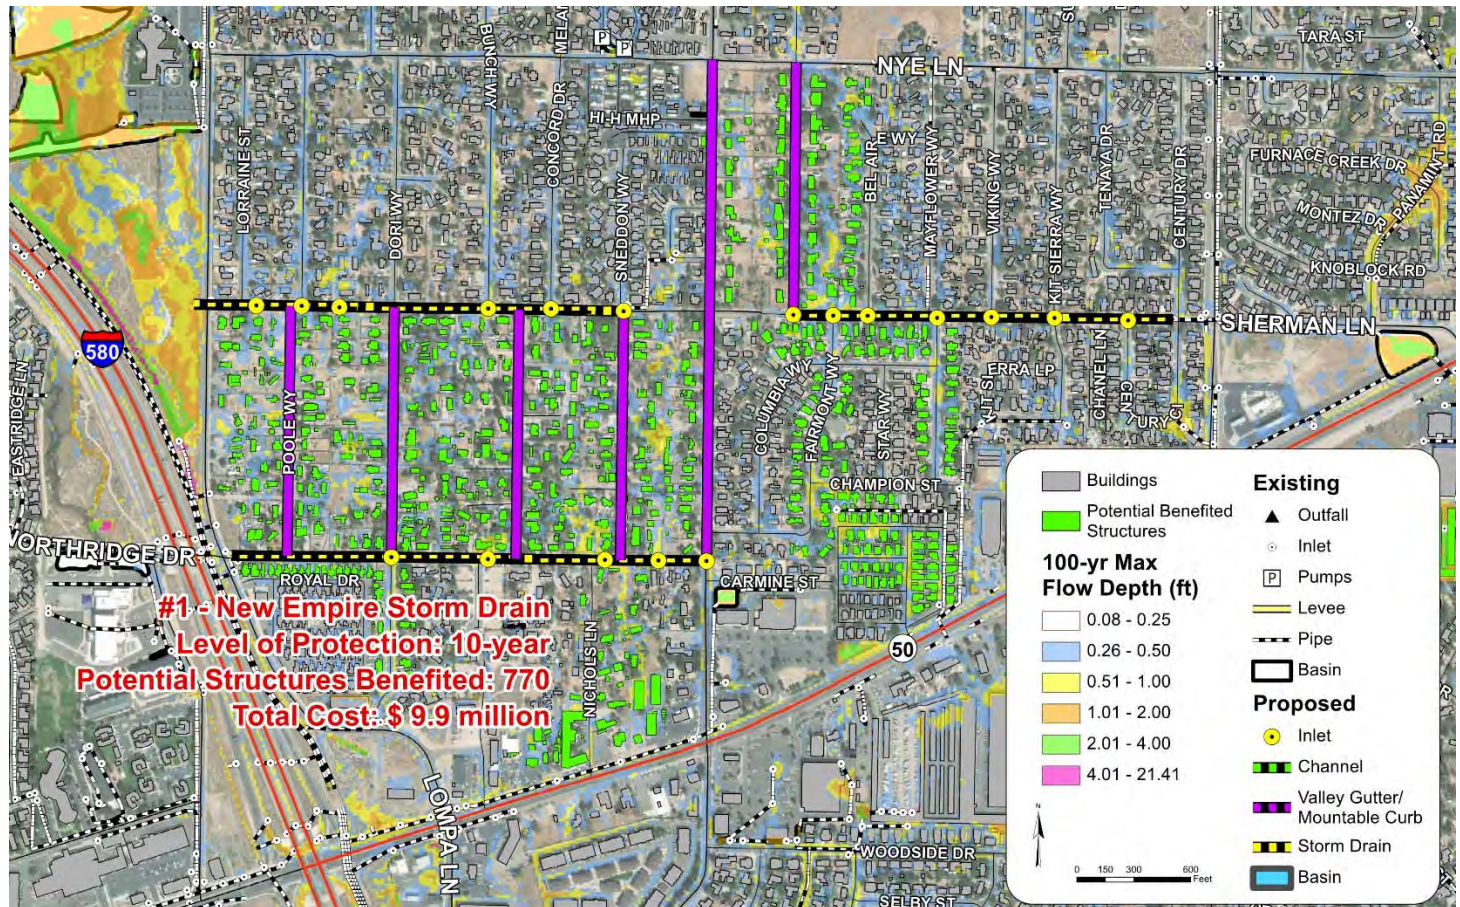 TARA ST
NYE LN
BUNCH WY
CONCORD DR
HI-H MHP
LORRAINE ST
DORI WY
SNEDDON WY
BEL AIR
E WY
MAYFLOWER WY
VIKING WY
KIT SIERRA WY
TENAYA DR
CENTURY DR
FURNACE CREEK DR
PANAMINT RD
MONTEZ DR
KNOBLOCK RD
SHERMAN LN
580
EASTRIDGE LN
POOLE WY
COLUMBIA WY
FAIRMONT WY
STAR WY
KIT SI
ERRA LP
CHANEL LN
CEN
URY CT
CHAMPION ST
NORTHRIDGE DR
ROYAL DR
CARMINE ST
#1 - New Empire Storm Drain
Level of Protection: 10-year
Potential Structures Benefited: 770
Total Cost: $ 9.9 million
NICHOLS LN
50
LOMPA LN
WOODSIDE DR
SELBY ST
Buildings
Potential Benefited
Structures
100-yr Max
Flow Depth (ft)
0.08 - 0.25
0.26 - 0.50
0.51 - 1.00
1.01 - 2.00
2.01 - 4.00
4.01 - 21.41
N
0 150 300 600
Feet
Existing
Outfall
Inlet
P
Pumps
Levee
Pipe
Basin
Proposed
Inlet
Channel
Valley Gutter/
Mountable Curb
Storm Drain
Basin